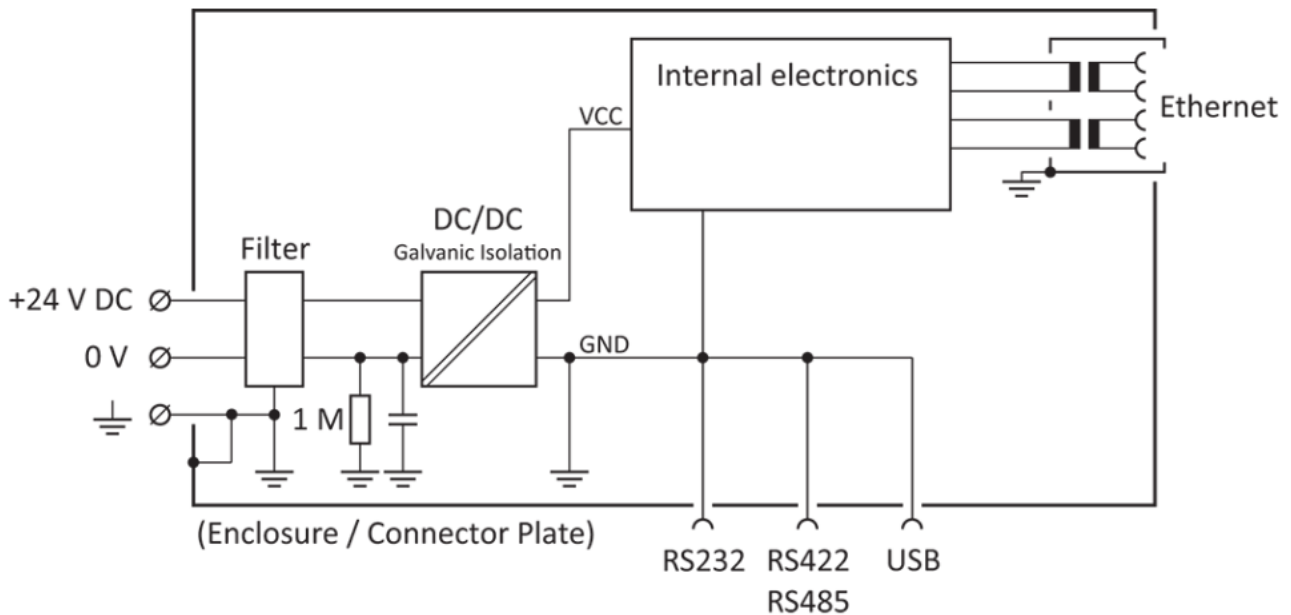 Internal electronics
Ethernet
VCC
DC/DC
Galvanic Isolation
Filter
+24 V DC
0 V
GND
1 M
(Enclosure / Connector Plate)
RS232
RS422
RS485
USB